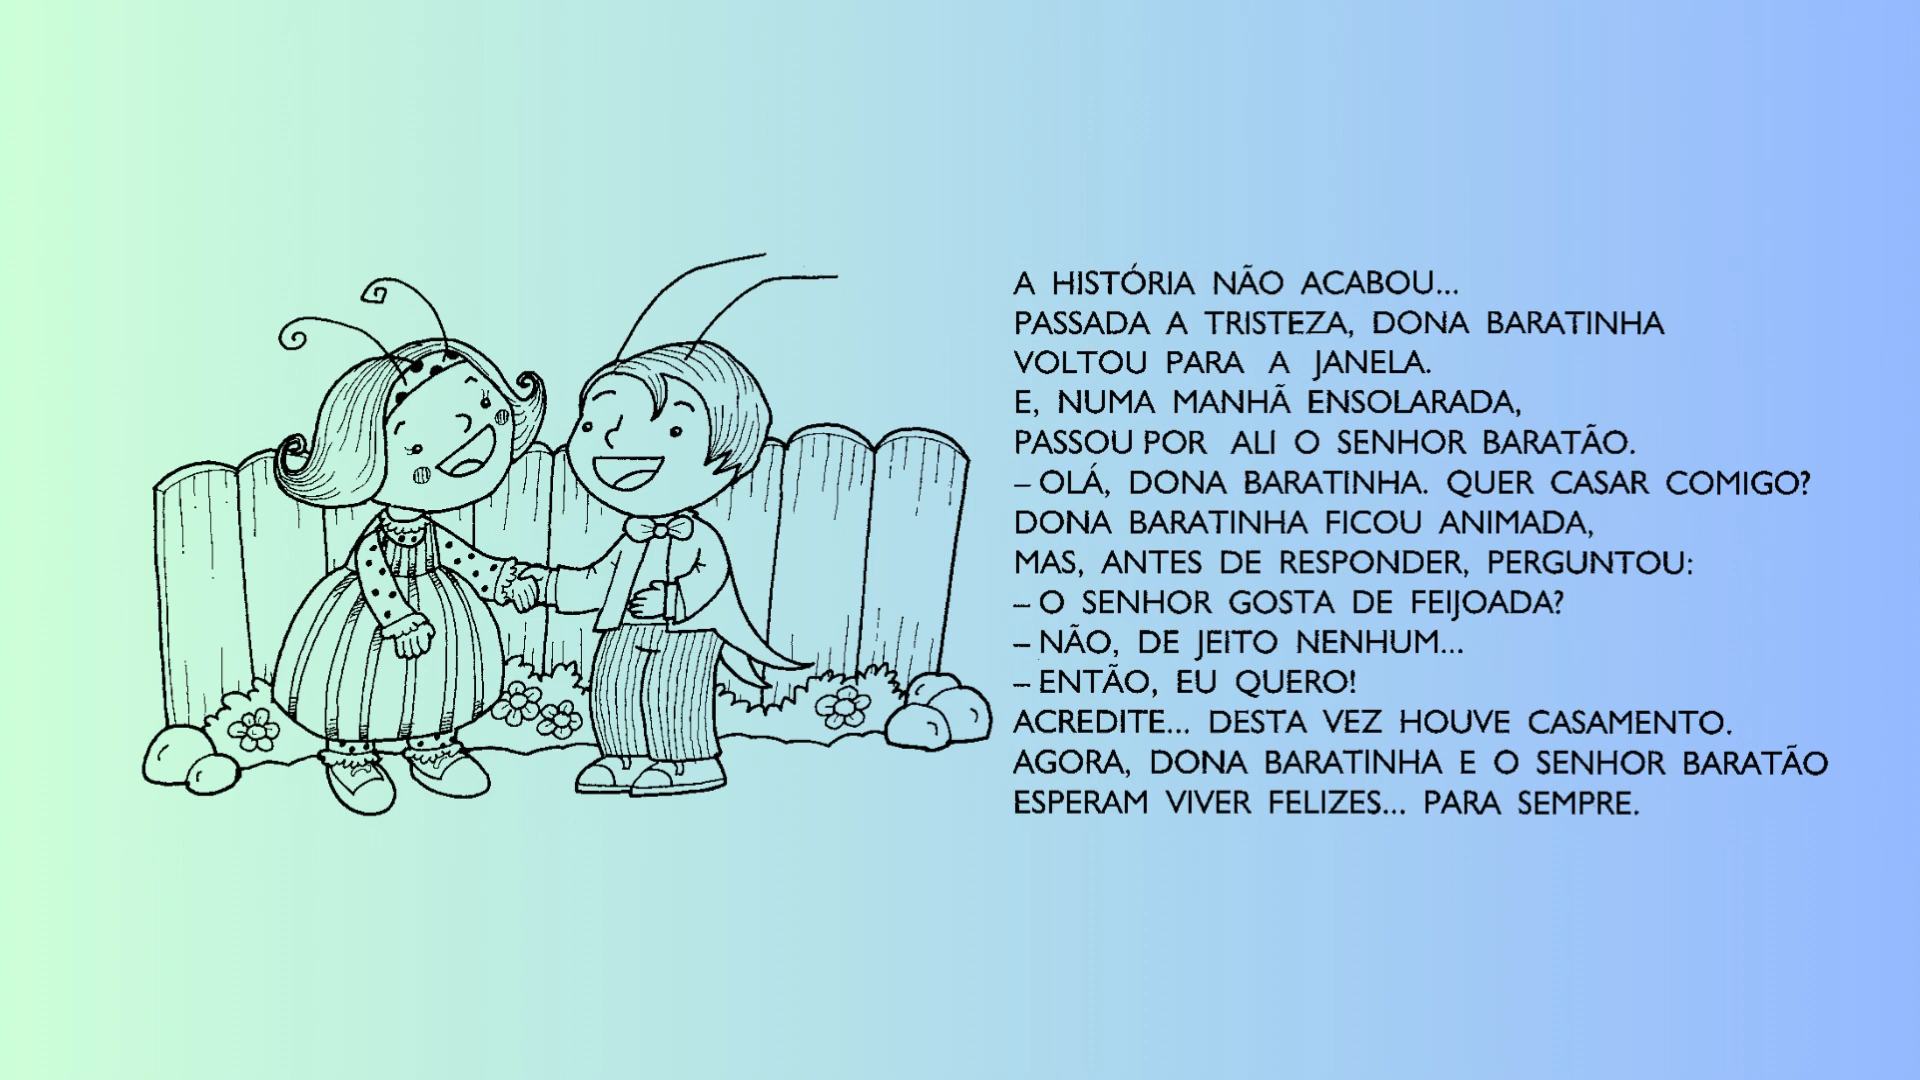 A HISTÓRIA NÃO ACABOU...
PASSADA A TRISTEZA, DONA BARATINHA
VOLTOU PARA A JANELA.
E, NUMA MANHÃ ENSOLARADA,
PASSOU POR ALI O SENHOR BARATÃO.
– OLÁ, DONA BARATINHA. QUER CASAR COMIGO?
DONA BARATINHA FICOU ANIMADA,
MAS, ANTES DE RESPONDER, PERGUNTOU:
– O SENHOR GOSTA DE FEIJOADA?
– NÃO, DE JEITO NENHUM...
– ENTÃO, EU QUERO!
ACREDITE... DESTA VEZ HOUVE CASAMENTO.
AGORA, DONA BARATINHA E O SENHOR BARATÃO
ESPERAM VIVER FELIZES... PARA SEMPRE.